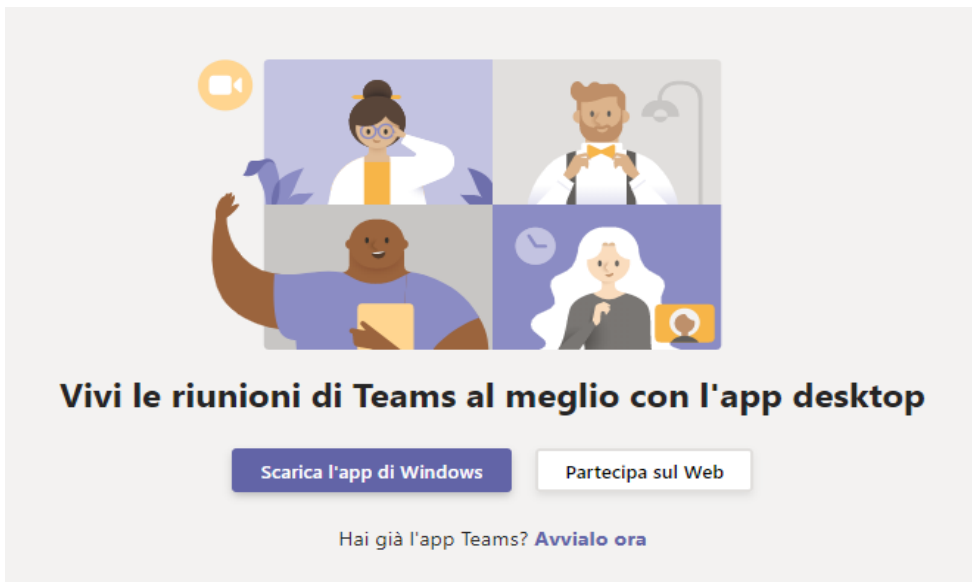 Vivi le riunioni di Teams al meglio con l'app desktop
Scarica l'app di Windows
Partecipa sul Web
Hai già l'app Teams? Avvialo ora